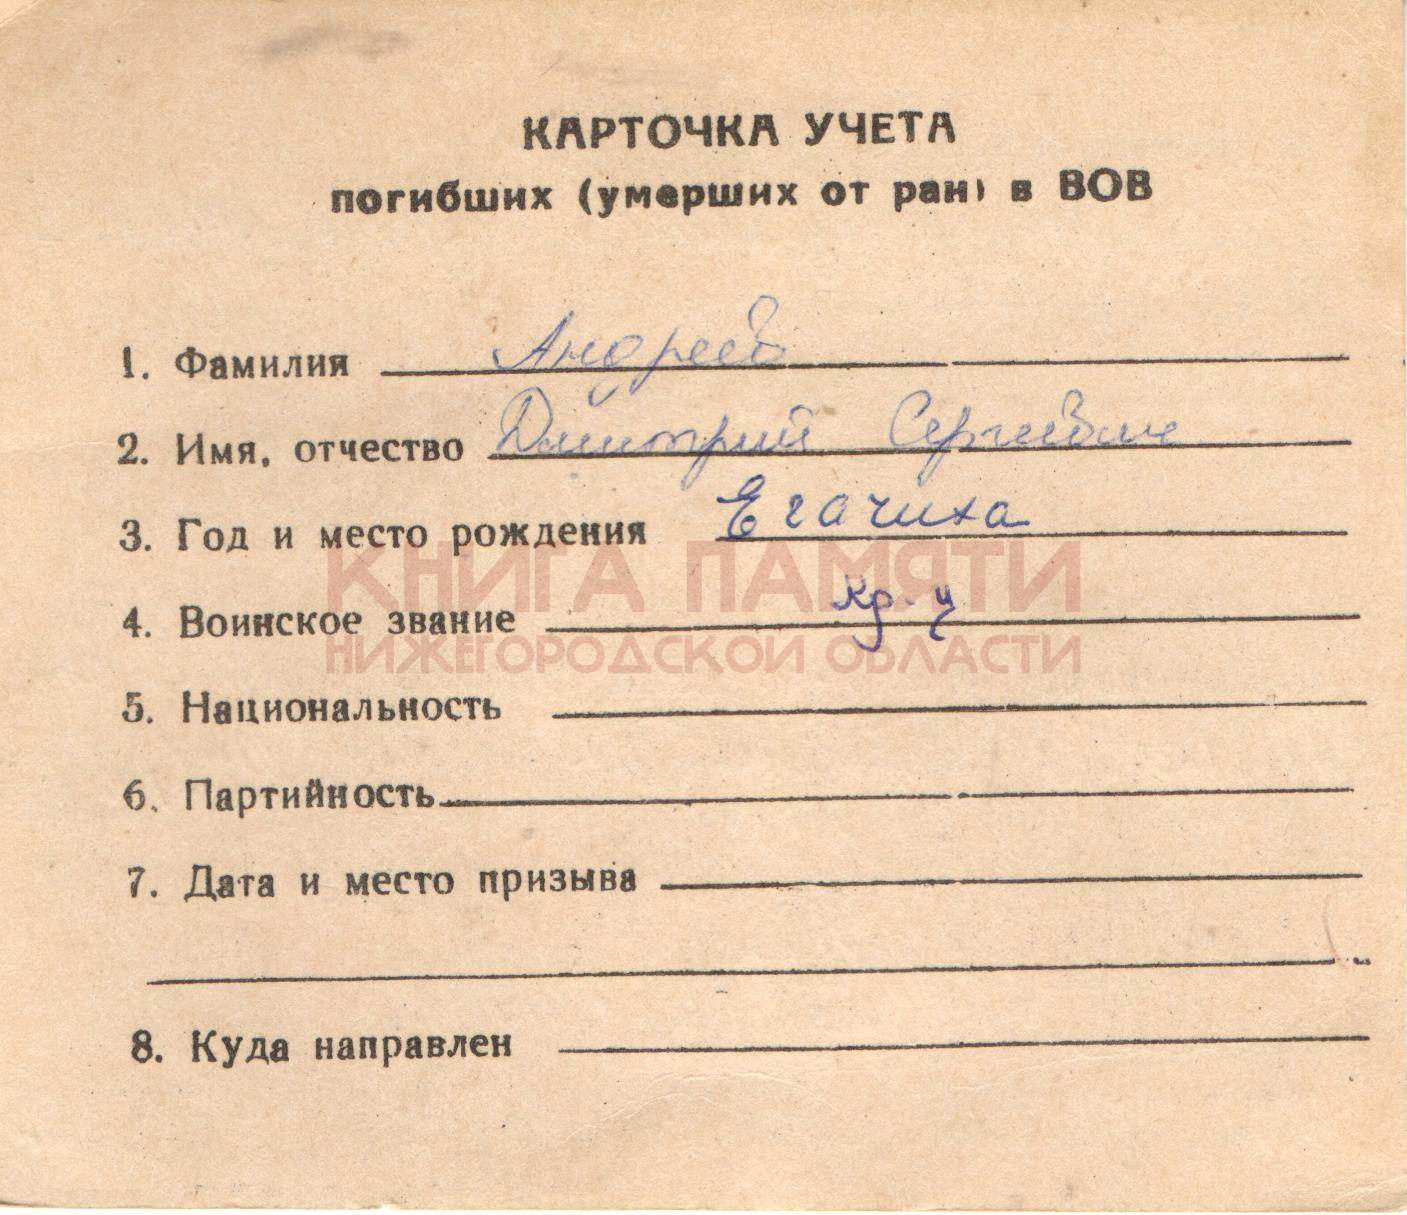 КАРТОЧКА УЧЕТА
погибших (умерших от ран) в ВОВ
1. Фамилия Андреев
2. Имя, отчество Дмитрий Сергеевич
3. Год и место рождения Егачиха
КНИГА ПАМЯТИ
4. Воинское звание Кр-ц
НИЖЕГОРОДСКОЙ ОБЛАСТИ
5. Национальность
6. Партийность
7. Дата и место призыва
8. Куда направлен